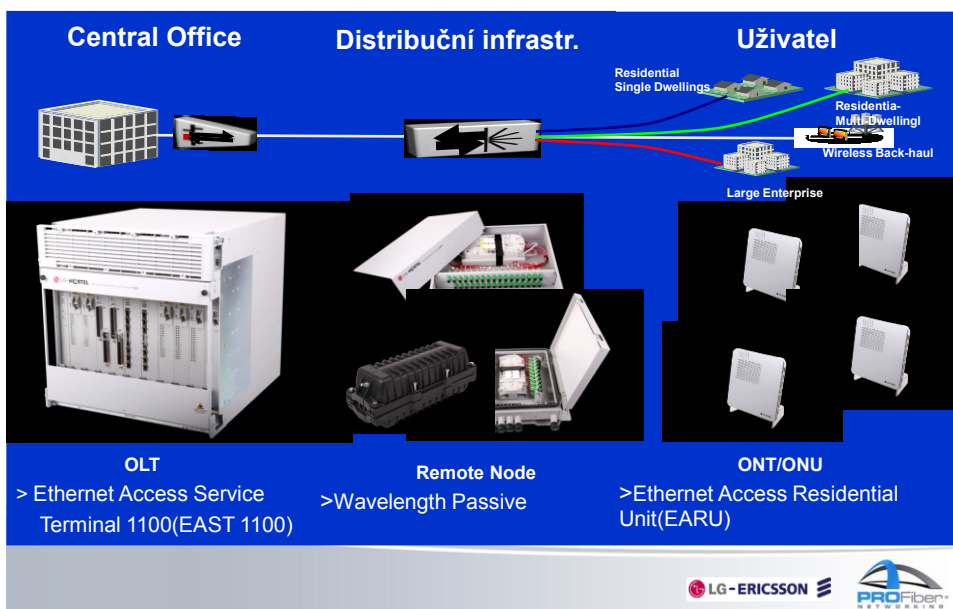 Central Office
Distribuční infrastr.
Uživatel
Residential
Single Dwellings
Residentia-
Multi-Dwellingl
Wireless Back-haul
Large Enterprise
LG-NORTEL
OLT
> Ethernet Access Service
Terminal 1100(EAST 1100)
Remote Node
>Wavelength Passive
ONT/ONU
>Ethernet Access Residential
Unit(EARU)
LG-ERICSSON
PROFiber
NETWORKING